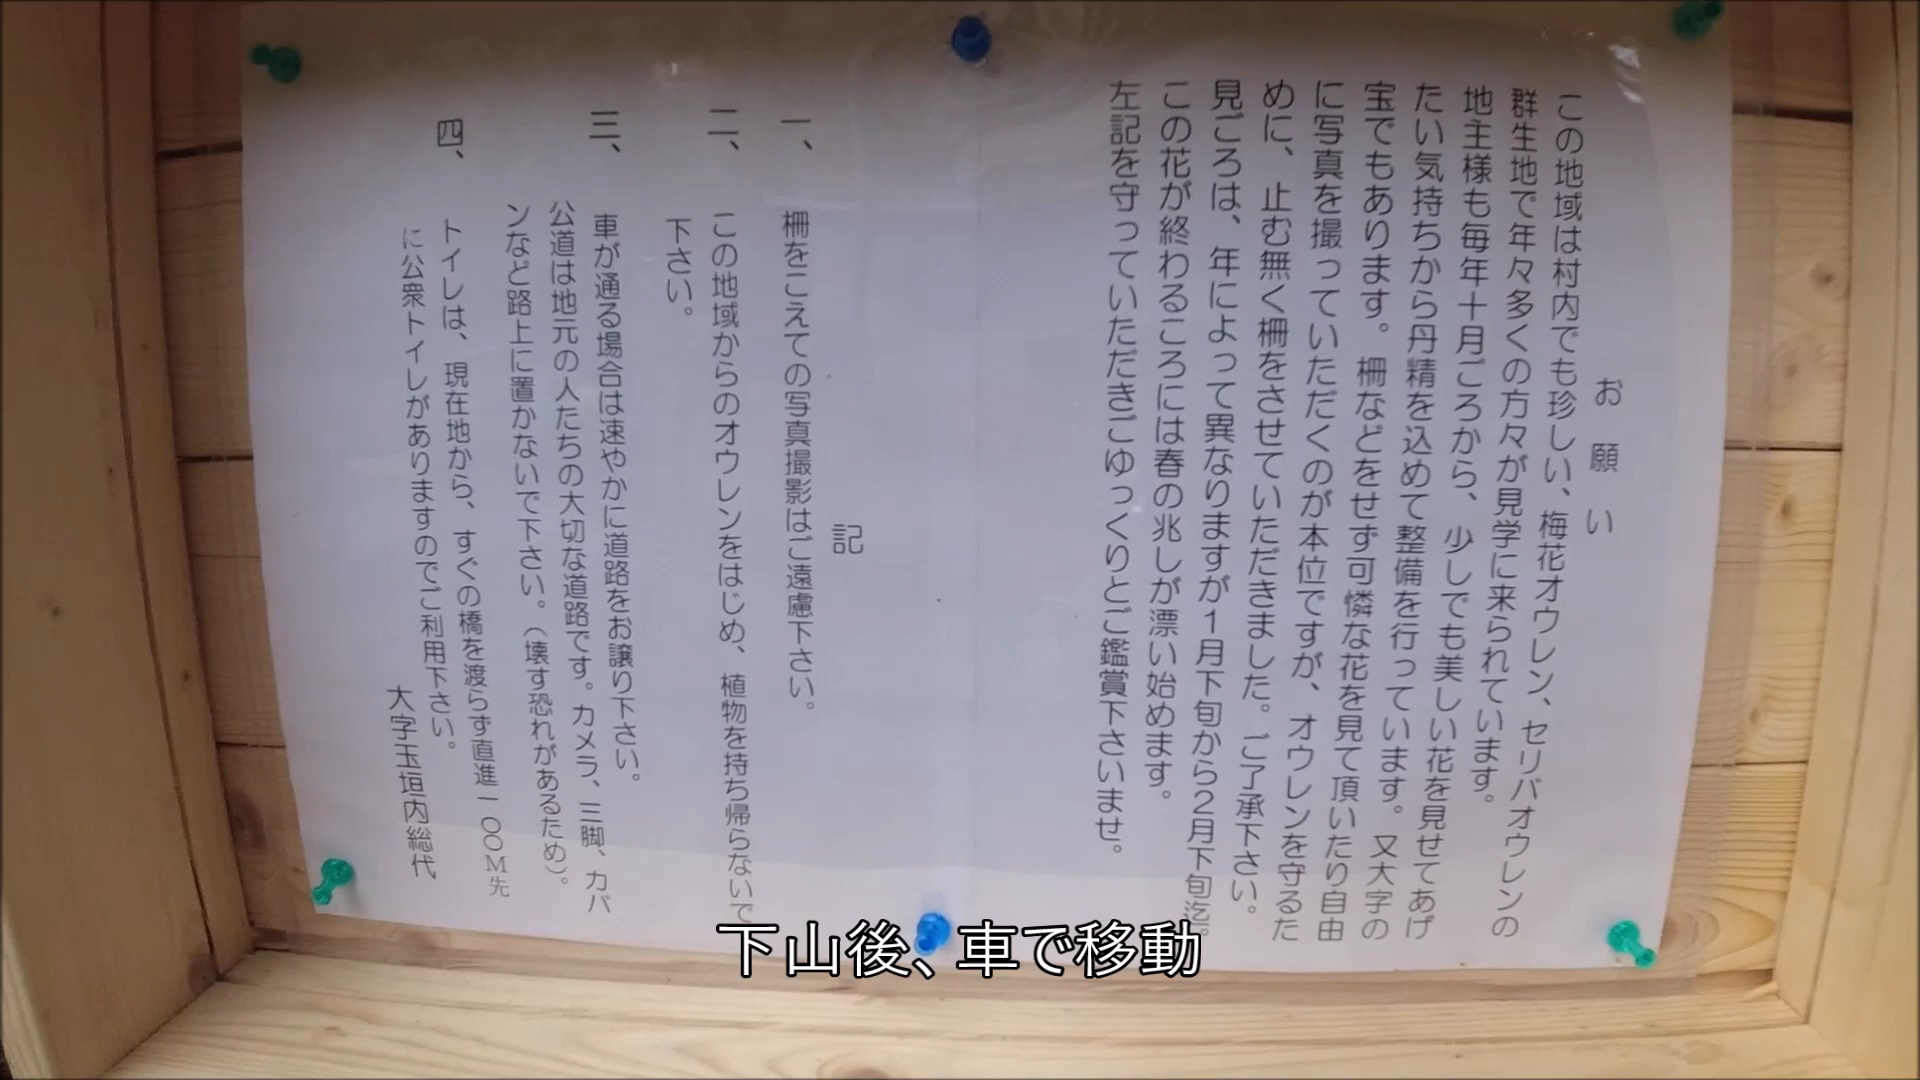 お願い
この地域は村内でも珍しい、梅花オウレン、セリバオウレンの
群生地で年々多くの方々が見学に来られています。
地主様も毎年十月ごろから、少しでも美しい花を見せてあげ
たい気持ちから丹精を込めて整備を行っています。又大字の
宝でもあります。柵などをせず可憐な花を見て頂いたり自由
に写真を撮っていただくのが本位ですが、オウレンを守るた
めに、止む無く柵をさせていただきました。ご了承下さい。
見ごろは、年によって異なりますが1月下旬から2月下旬迄。
この花が終わるころには春の兆しが漂い始めます。
左記を守っていただきごゆっくりとご鑑賞下さいませ。
記
一、柵をこえての写真撮影はご遠慮下さい。
二、この地域からのオウレンをはじめ、植物を持ち帰らないで
下さい。
三、車が通る場合は速やかに道路をお譲り下さい。
公道は地元の人たちの大切な道路です。カメラ、三脚、カバ
ンなど路上に置かないで下さい。（壊す恐れがあるため）。
四、トイレは、現在地から、すぐの橋を渡らず直進一〇〇M先
に公衆トイレがありますのでご利用下さい。
大字玉垣内総代
下山後、車で移動